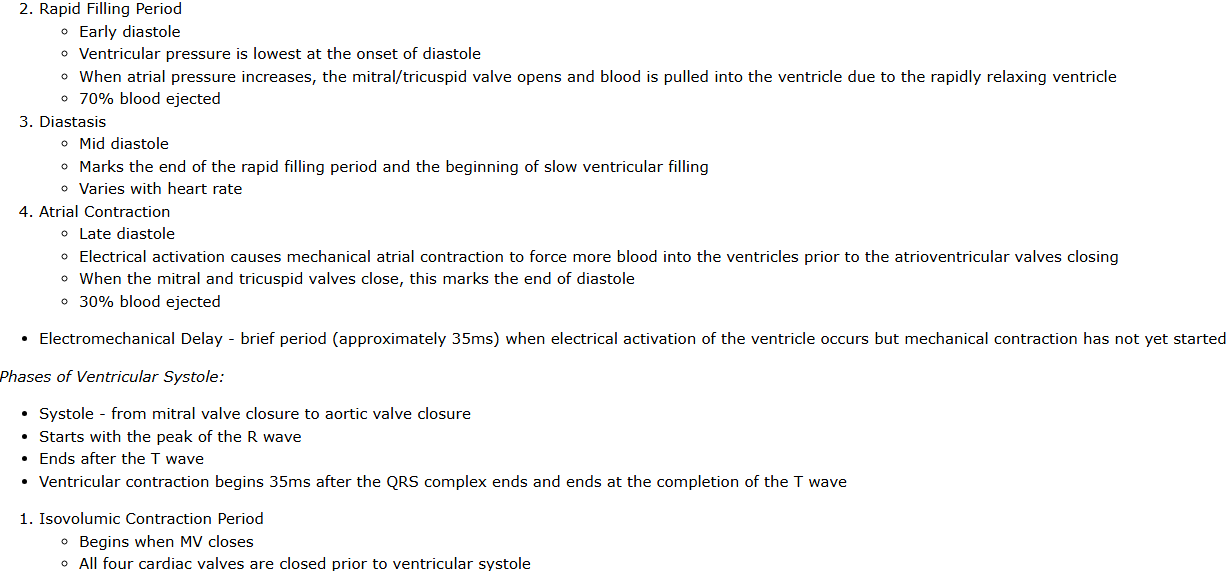 2. Rapid Filling Period
◦ Early diastole
◦ Ventricular pressure is lowest at the onset of diastole
◦ When atrial pressure increases, the mitral/tricuspid valve opens and blood is pulled into the ventricle due to the rapidly relaxing ventricle
◦ 70% blood ejected
3. Diastasis
◦ Mid diastole
◦ Marks the end of the rapid filling period and the beginning of slow ventricular filling
◦ Varies with heart rate
4. Atrial Contraction
◦ Late diastole
◦ Electrical activation causes mechanical atrial contraction to force more blood into the ventricles prior to the atrioventricular valves closing
◦ When the mitral and tricuspid valves close, this marks the end of diastole
◦ 30% blood ejected
• Electromechanical Delay - brief period (approximately 35ms) when electrical activation of the ventricle occurs but mechanical contraction has not yet started
Phases of Ventricular Systole:
• Systole - from mitral valve closure to aortic valve closure
• Starts with the peak of the R wave
• Ends after the T wave
• Ventricular contraction begins 35ms after the QRS complex ends and ends at the completion of the T wave
1. Isovolumic Contraction Period
◦ Begins when MV closes
◦ All four cardiac valves are closed prior to ventricular systole